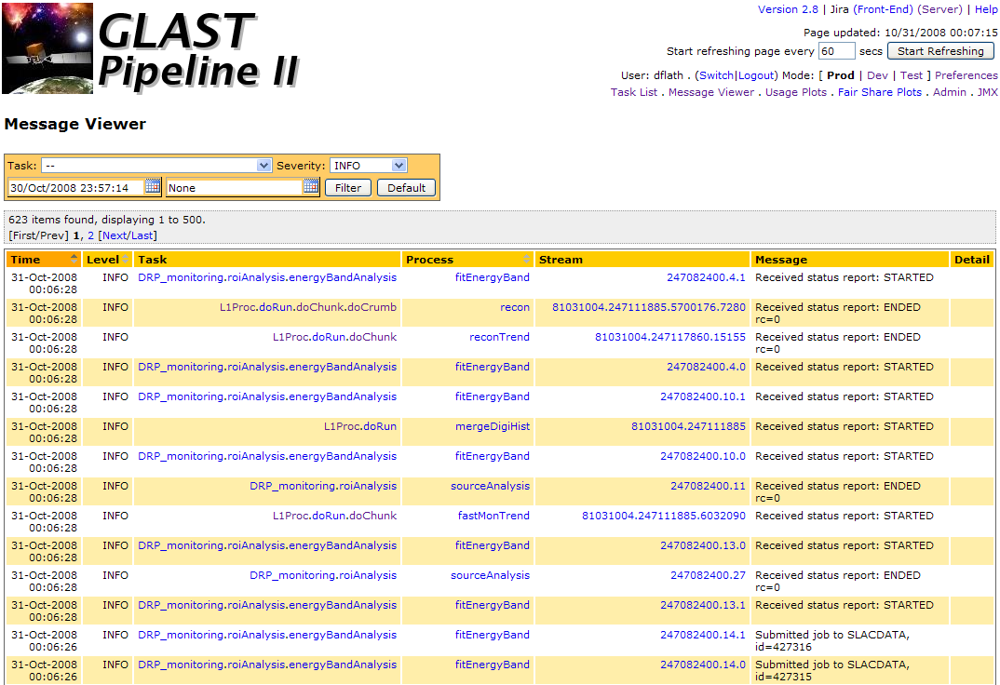 GLAST
Pipeline II
Version 2.8 | Jira (Front-End) (Server) | Help
Page updated: 10/31/2008 00:07:15
Start refreshing page every 60 secs Start Refreshing
User: dflath . (Switch|Logout) Mode: [ Prod | Dev | Test ] Preferences
Task List . Message Viewer . Usage Plots . Fair Share Plots . Admin . JMX
Message Viewer
Task: -- Severity: INFO
30/Oct/2008 23:57:14 None Filter Default
623 items found, displaying 1 to 500.
[First/Prev] 1, 2 [Next/Last]
Time Level Task Process Stream Message Detail
31-Oct-2008 INFO DRP_monitoring.roiAnalysis.energyBandAnalysis fitEnergyBand 247082400.4.1 Received status report: STARTED
00:06:28
31-Oct-2008 INFO L1Proc.doRun.doChunk.doCrumb recon 81031004.247111885.5700176.7280 Received status report: ENDED
00:06:28 rc=0
31-Oct-2008 INFO L1Proc.doRun.doChunk reconTrend 81031004.247117860.15155 Received status report: ENDED
00:06:28 rc=0
31-Oct-2008 INFO DRP_monitoring.roiAnalysis.energyBandAnalysis fitEnergyBand 247082400.4.0 Received status report: STARTED
00:06:28
31-Oct-2008 INFO DRP_monitoring.roiAnalysis.energyBandAnalysis fitEnergyBand 247082400.10.1 Received status report: STARTED
00:06:28
31-Oct-2008 INFO L1Proc.doRun mergeDigiHist 81031004.247111885 Received status report: STARTED
00:06:28
31-Oct-2008 INFO DRP_monitoring.roiAnalysis.energyBandAnalysis fitEnergyBand 247082400.10.0 Received status report: STARTED
00:06:28
31-Oct-2008 INFO DRP_monitoring.roiAnalysis sourceAnalysis 247082400.11 Received status report: ENDED
00:06:28 rc=0
31-Oct-2008 INFO L1Proc.doRun.doChunk fastMonTrend 81031004.247111885.6032090 Received status report: STARTED
00:06:28
31-Oct-2008 INFO DRP_monitoring.roiAnalysis.energyBandAnalysis fitEnergyBand 247082400.13.0 Received status report: STARTED
00:06:28
31-Oct-2008 INFO DRP_monitoring.roiAnalysis sourceAnalysis 247082400.27 Received status report: ENDED
00:06:28 rc=0
31-Oct-2008 INFO DRP_monitoring.roiAnalysis.energyBandAnalysis fitEnergyBand 247082400.13.1 Received status report: STARTED
00:06:28
31-Oct-2008 INFO DRP_monitoring.roiAnalysis.energyBandAnalysis fitEnergyBand 247082400.14.1 Submitted job to SLACDATA,
00:06:26 id=427316
31-Oct-2008 INFO DRP_monitoring.roiAnalysis.energyBandAnalysis fitEnergyBand 247082400.14.0 Submitted job to SLACDATA,
00:06:26 id=427315